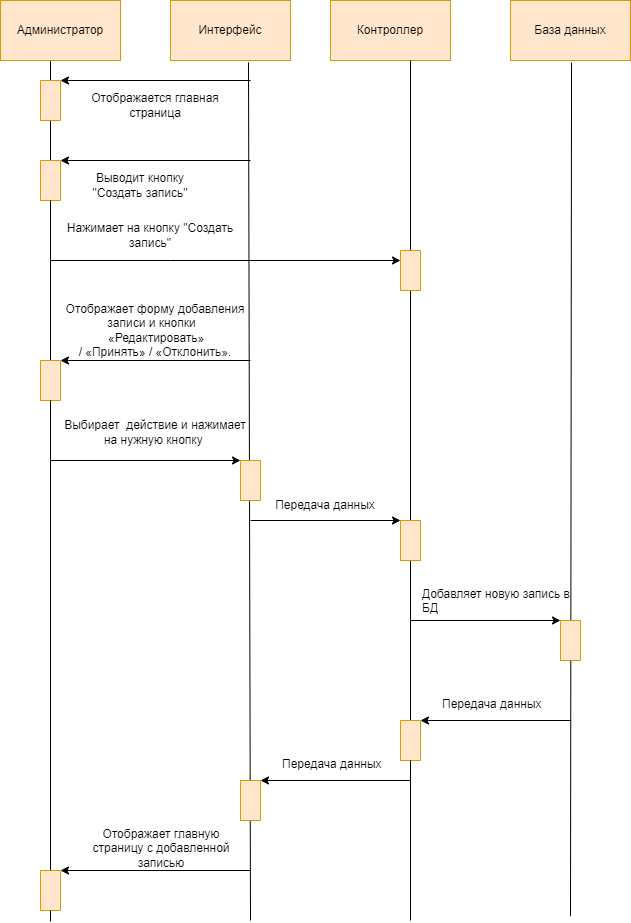 Администратор
Интерфейс
Контроллер
База данных
Отображается главная
страница
Выводит кнопку
"Создать запись"
Нажимает на кнопку "Создать
запись"
Отображает форму добавления
записи и кнопки
«Редактировать»
/ «Принять» / «Отклонить».
Выбирает действие и нажимает
на нужную кнопку
Передача данных
Добавляет новую запись в
БД
Передача данных
Передача данных
Отображает главную
страницу с добавленной
записью